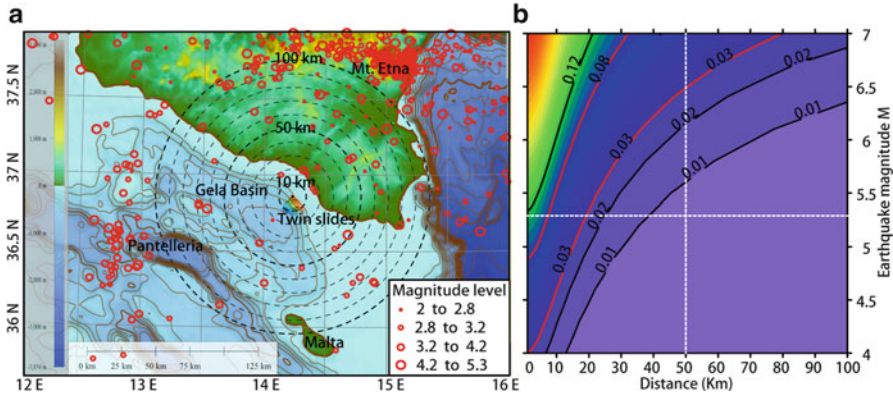 a
b
100 km
Mt. Etna
50 km
10 km
Gela Basin
Twin slides
Pantelleria
Malta
Magnitude level
2 to 2.8
2.8 to 3.2
3.2 to 4.2
4.2 to 5.3
0 km 25 km 50 km 75 km 125 km
37.5 N
37 N
36.5 N
36 N
12 E 13 E 14 E 15 E 16 E
0.12
0.08
0.03
0.02
0.01
0.03
0.02
0.01
0.03
0.02
0.01
7
6.5
6
5.5
5
4.5
4
Earthquake magnitude M
0 10 20 30 40 50 60 70 80 90 100
Distance (Km)